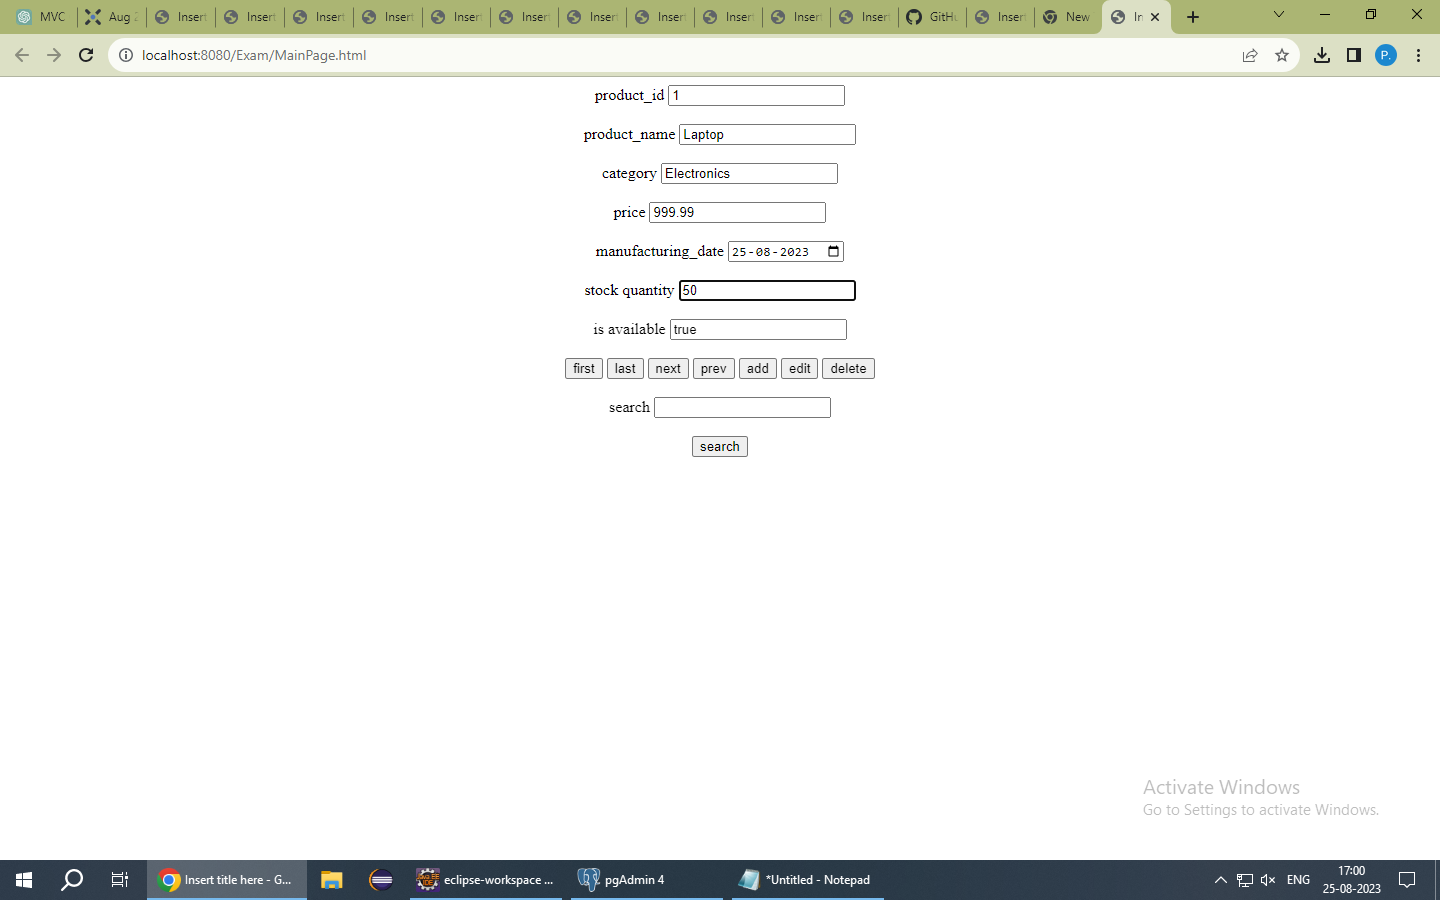 MVC Aug Insert Insert Insert Insert Insert Insert Insert Insert Insert Insert Insert GitHu Insert New In
localhost:8080/Exam/MainPage.html P.
product_id 1
product_name Laptop
category Electronics
price 999.99
manufacturing_date 25-08-2023
stock quantity 50
is available true
first last next prev add edit delete
search
search
Activate Windows
Go to Settings to activate Windows.
Insert title here - G... eclipse-workspace ... pgAdmin 4 *Untitled - Notepad ENG 17:00
25-08-2023